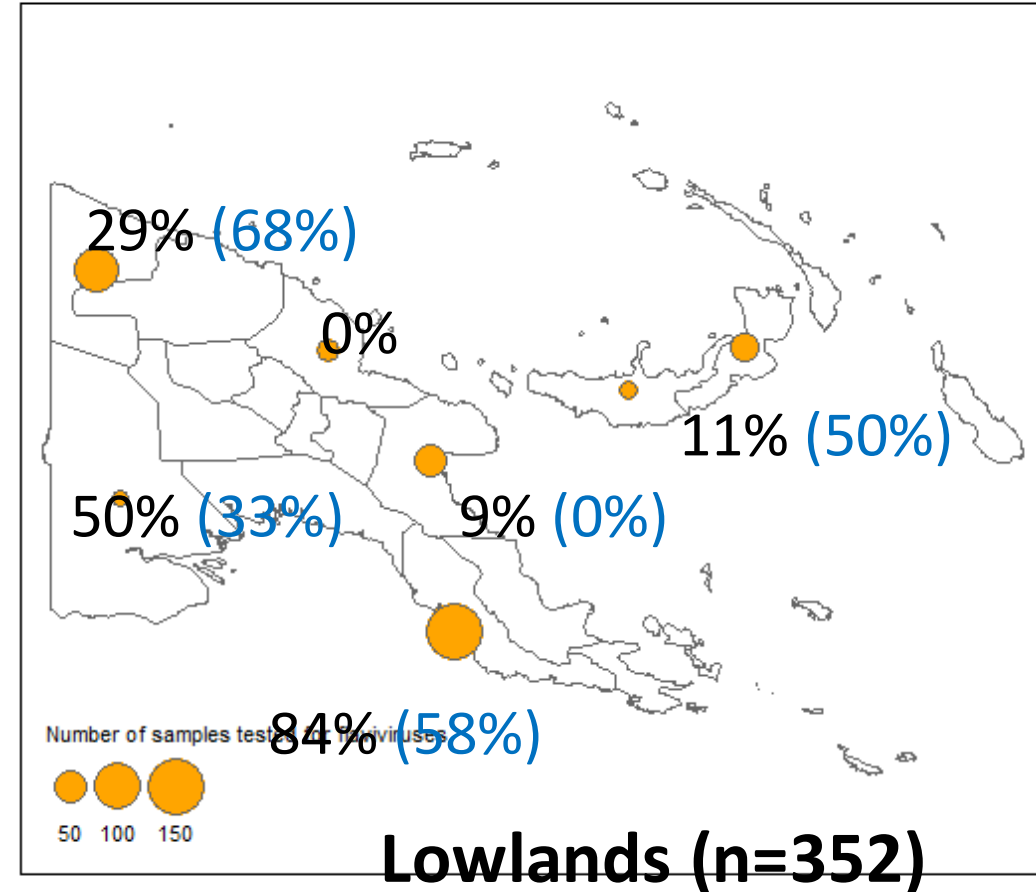 29% (68%)
0%
11% (50%)
50% (33%)
9% (0%)
84% (58%)
Number of samples tested for flaviviruses
50 100 150
Lowlands (n=352)